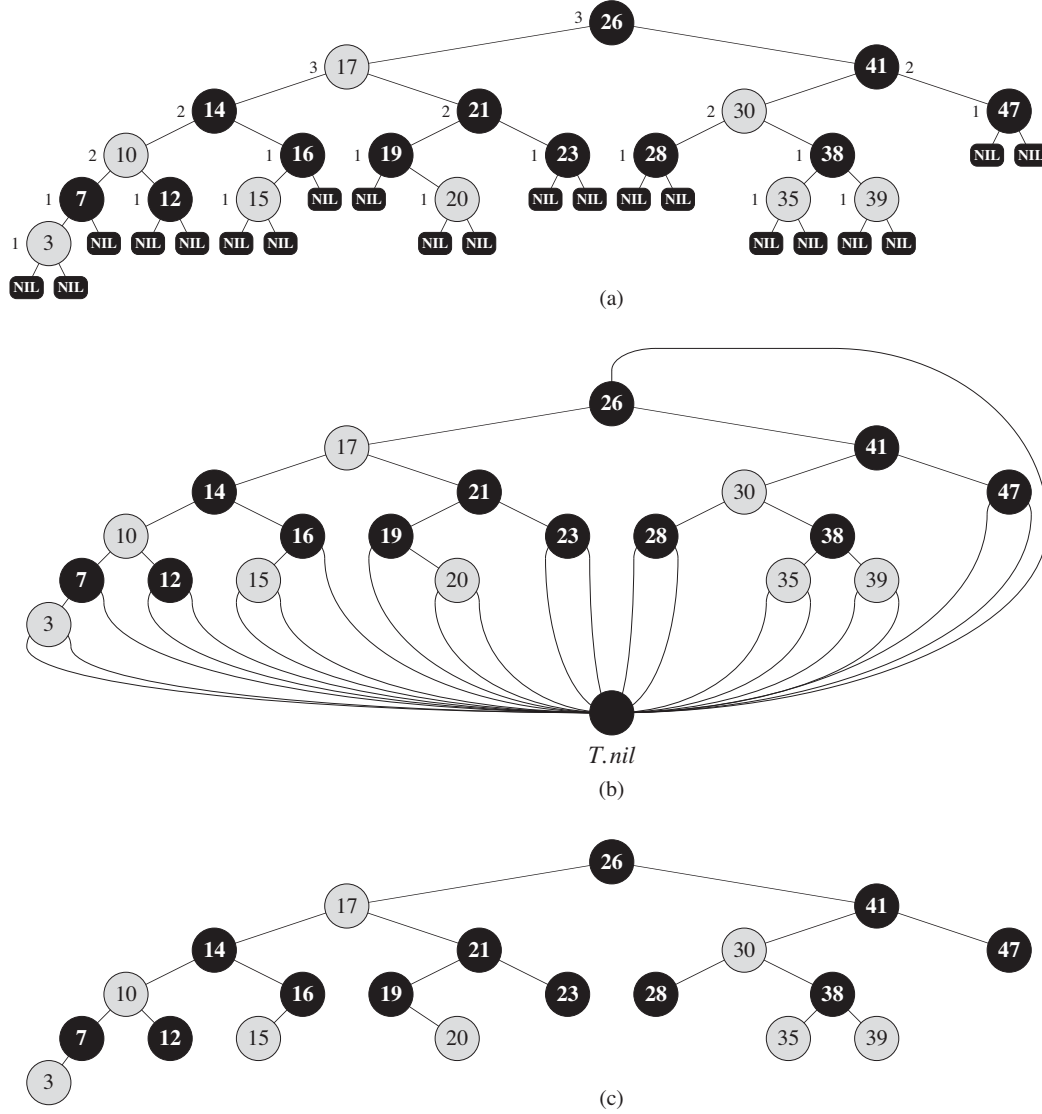 3 26
3 17 41 2
2 14 2 21 2 30 1 47
2 10 1 16 1 19 1 23 1 28 1 38 NIL NIL
1 7 1 12 1 15 NIL NIL 1 20 NIL NIL NIL NIL 1 35 1 39
1 3 NIL NIL NIL NIL NIL NIL NIL NIL NIL NIL NIL
NIL NIL
(a)
26
17 41
14 21 30 47
10 16 19 23 28 38
7 12 15 20 35 39
3
T.nil
(b)
26
17 41
14 21 30 47
10 16 19 23 28 38
7 12 15 20 35 39
3
(c)